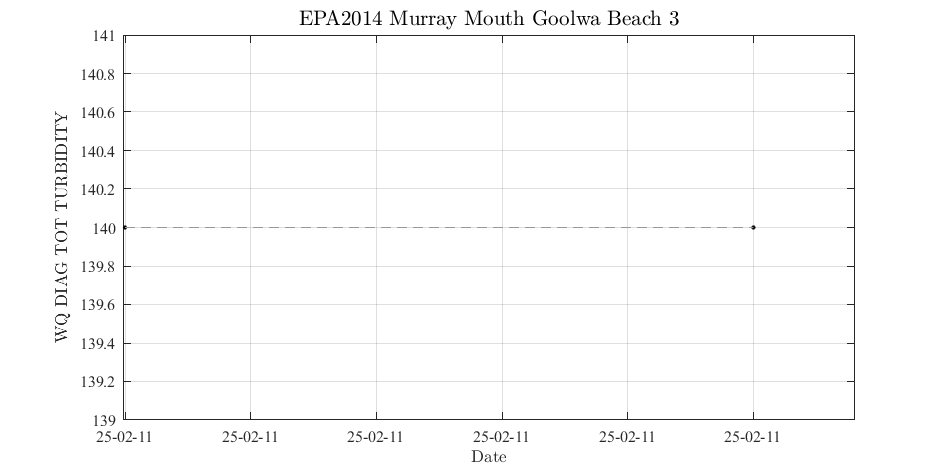 EPA2014 Murray Mouth Goolwa Beach 3
141
140.8
140.6
140.4
140.2
140
139.8
139.6
139.4
139.2
139
WQ DIAG TOT TURBIDITY
25-02-11 25-02-11 25-02-11 25-02-11 25-02-11 25-02-11
Date